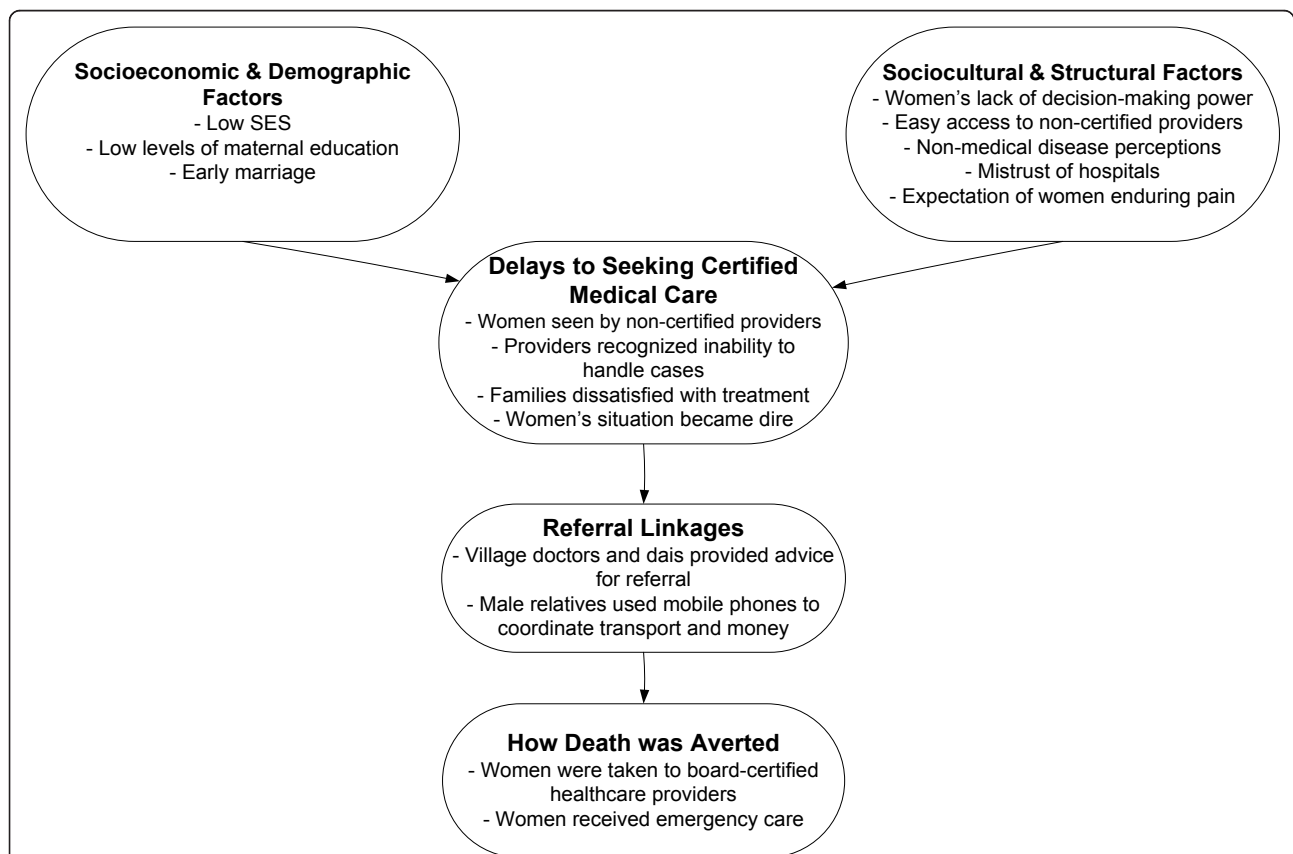 Socioeconomic & Demographic
Factors
- Low SES
- Low levels of maternal education
- Early marriage
Sociocultural & Structural Factors
- Women’s lack of decision-making power
- Easy access to non-certified providers
- Non-medical disease perceptions
- Mistrust of hospitals
- Expectation of women enduring pain
Delays to Seeking Certified
Medical Care
- Women seen by non-certified providers
- Providers recognized inability to
handle cases
- Families dissatisfied with treatment
- Women’s situation became dire
Referral Linkages
- Village doctors and dais provided advice
for referral
- Male relatives used mobile phones to
coordinate transport and money
How Death was Averted
- Women were taken to board-certified
healthcare providers
- Women received emergency care